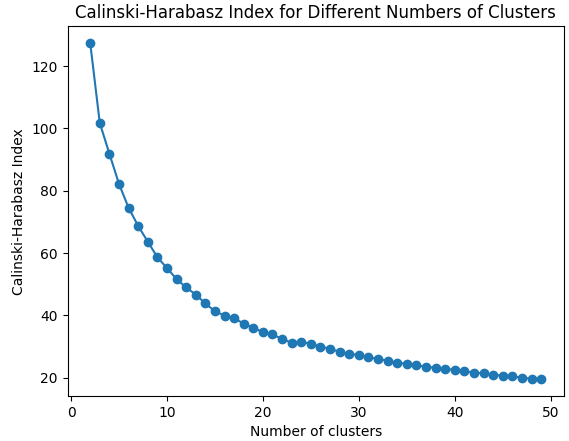 Calinski-Harabasz Index for Different Numbers of Clusters
Calinski-Harabasz Index
120
100
80
60
40
20
0 10 20 30 40 50
Number of clusters